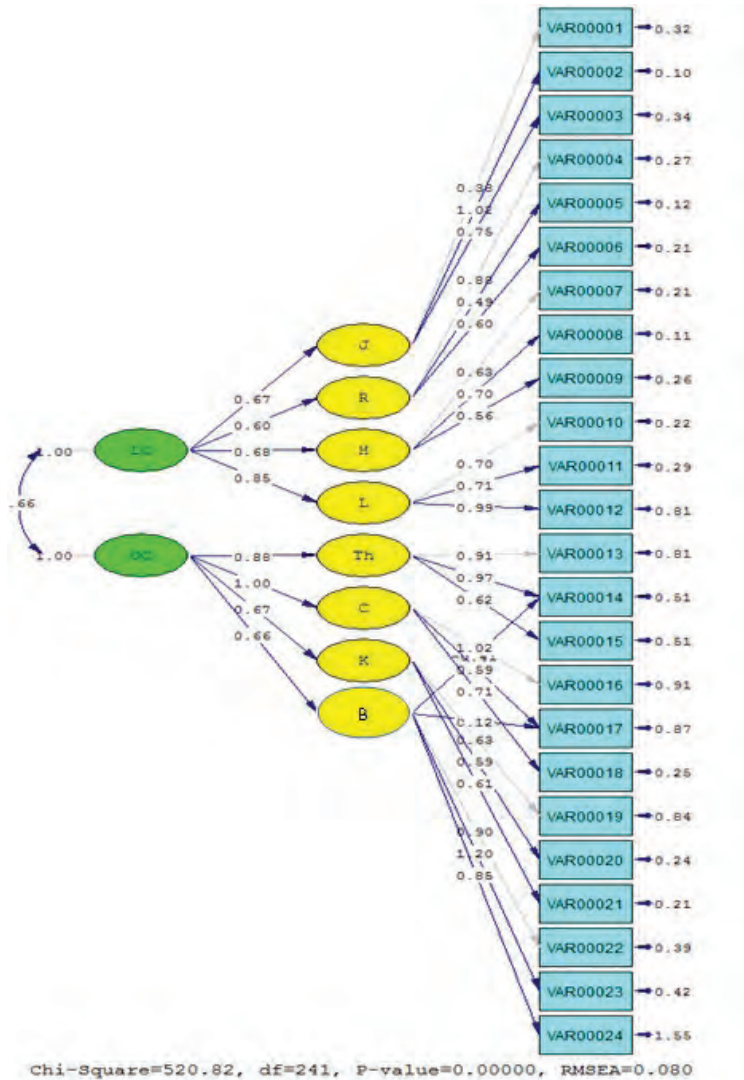 VAR00001 0.32
VAR00002 0.10
VAR00003 0.34
VAR00004 0.27
VAR00005 0.12
VAR00006 0.21
VAR00007 0.21
VAR00008 0.11
VAR00009 0.26
VAR00010 0.22
VAR00011 0.29
VAR00012 0.81
VAR00013 0.81
VAR00014 0.51
VAR00015 0.51
VAR00016 0.91
VAR00017 0.87
VAR00018 0.25
VAR00019 0.84
VAR00020 0.24
VAR00021 0.21
VAR00022 0.39
VAR00023 0.42
VAR00024 1.55
1.02
0.75
0.49
0.60
0.63
0.70
0.56
0.70
0.71
0.99
0.91
0.97
0.62
1.02
0.59
0.71
0.12
0.63
0.59
0.61
0.90
1.20
0.85
J
R
L
Th
C
K
B
0.67
0.60
0.68
0.85
0.88
1.00
0.67
0.66
1.00
.66
1.00
Chi-Square=520.82, df=241, P-value=0.00000, RMSEA=0.080